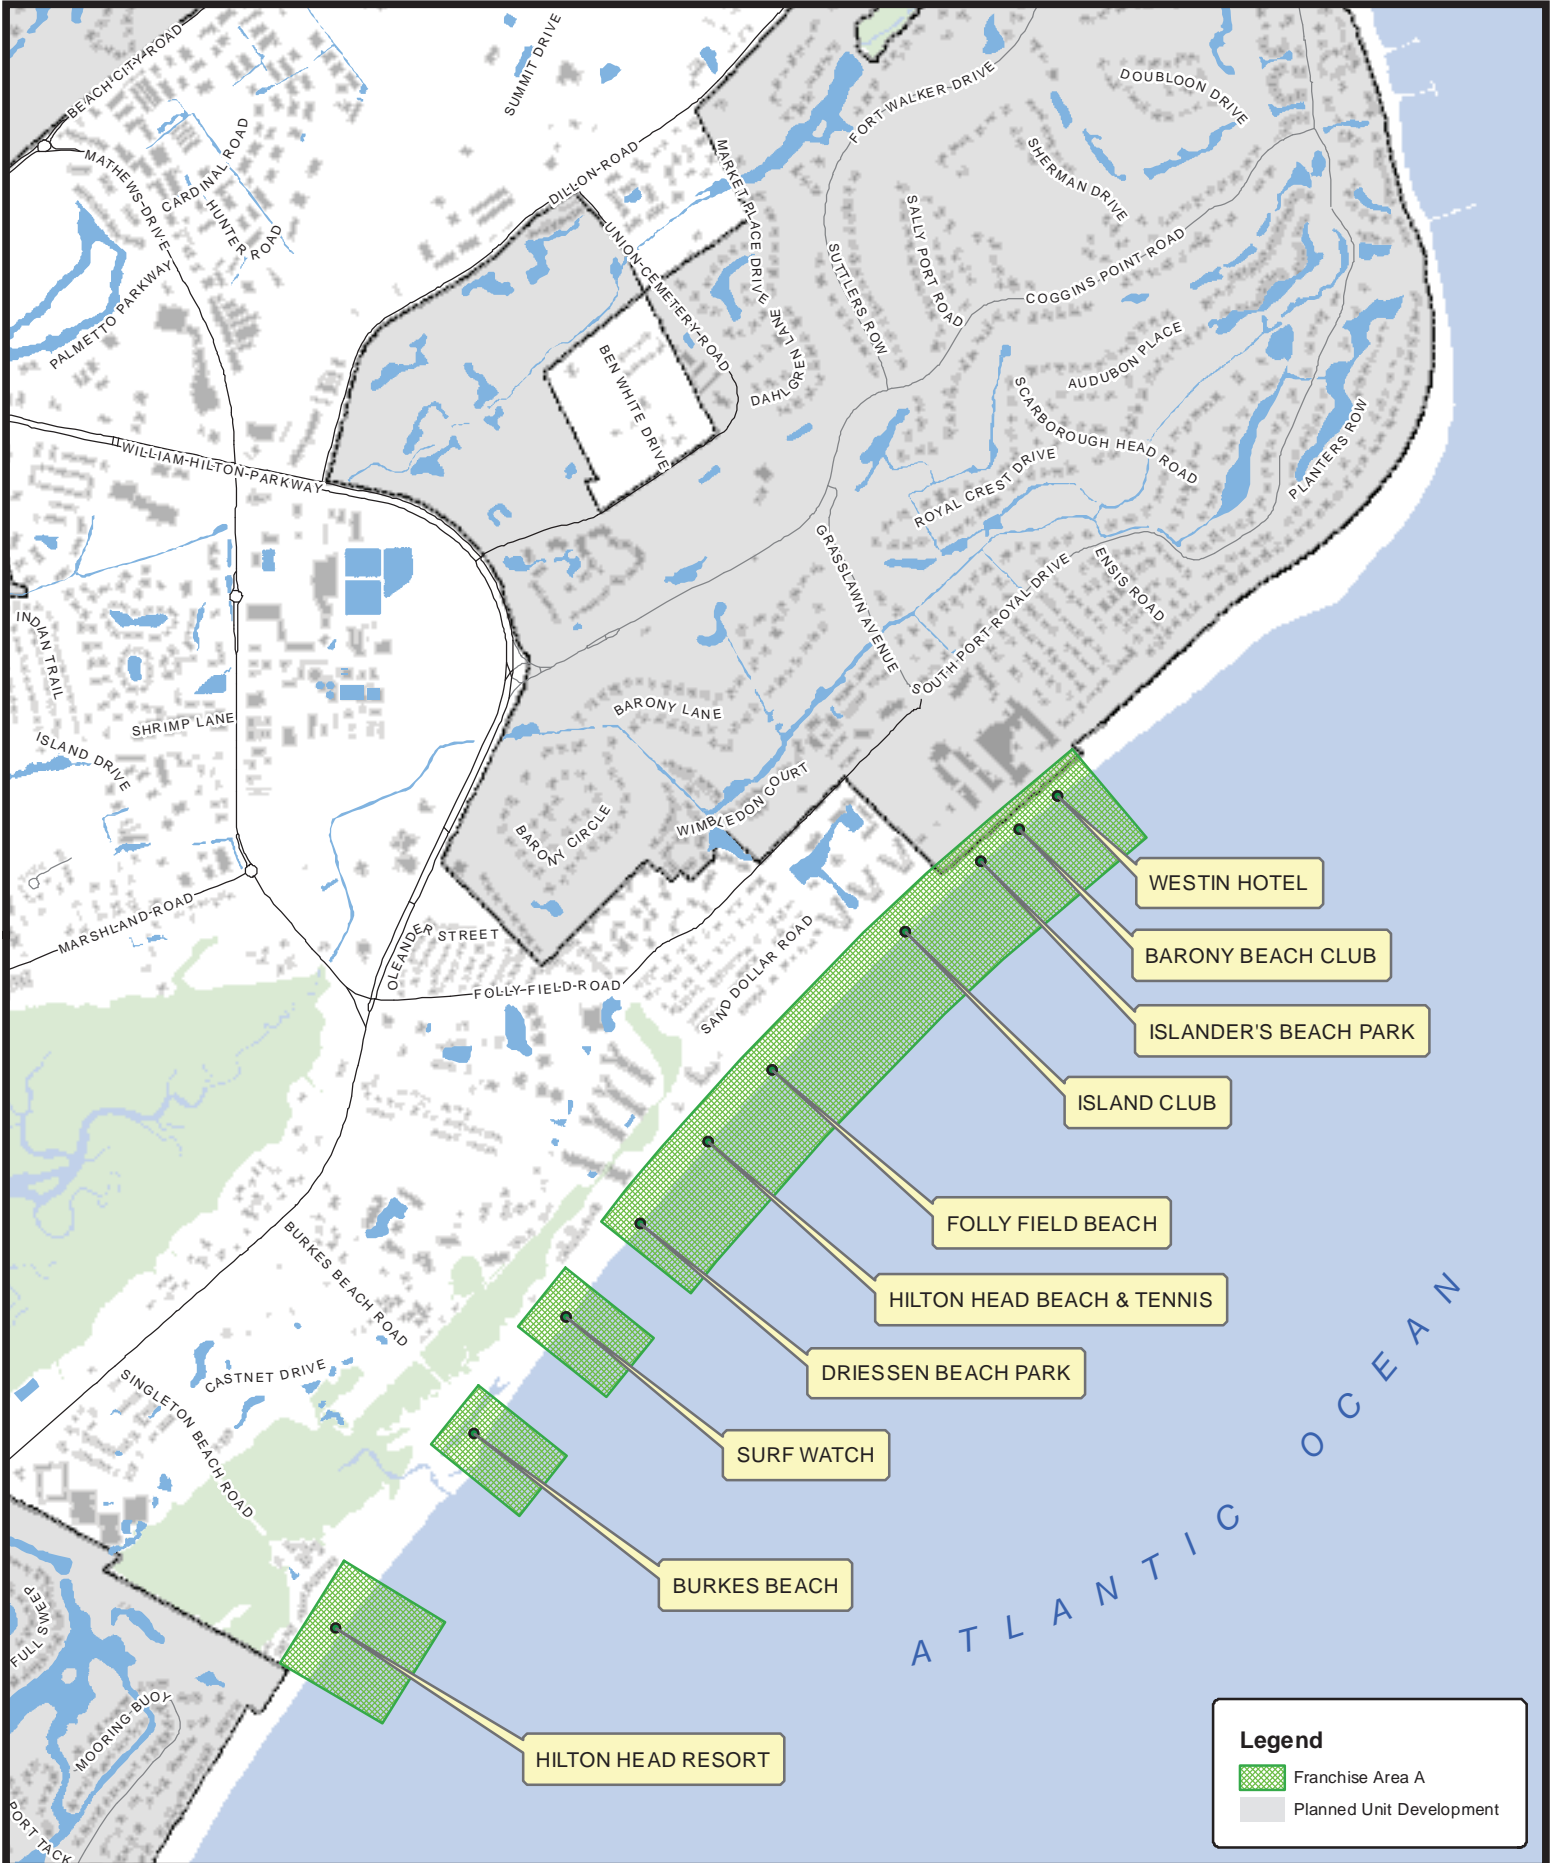 BEACH CITY ROAD
SUMMIT DRIVE
DOUBLOON DRIVE
FORT WALKER DRIVE
MATHEWS DRIVE
CARDINAL ROAD
HUNTER ROAD
DILLON ROAD
MARKET PLACE DRIVE
SHERMAN DRIVE
UNION CEMETERY ROAD
SALLY PORT ROAD
SUTTLERS ROW
COGGINS POINT ROAD
PALMETTO PARKWAY
BEN WHITE DRIVE
DAHLGREN LANE
AUDUBON PLACE
SCARBOROUGH HEAD ROAD
PLANTERS ROW
WILLIAM HILTON PARKWAY
ROYAL CREST DRIVE
GRASSLAWN AVENUE
ENSIS ROAD
SOUTH PORT ROYAL DRIVE
INDIAN TRAIL
SHRIMP LANE
ISLAND DRIVE
BARONY LANE
BARONY CIRCLE
WIMBLEDON COURT
WESTIN HOTEL
MARSHLAND ROAD
OLEANDER STREET
BARONY BEACH CLUB
FOLLY FIELD ROAD
SAND DOLLAR ROAD
ISLANDER'S BEACH PARK
ISLAND CLUB
FOLLY FIELD BEACH
BURKES BEACH ROAD
HILTON HEAD BEACH & TENNIS
CASTNET DRIVE
SINGLETON BEACH ROAD
DRIESSEN BEACH PARK
SURF WATCH
BURKES BEACH
ATLANTIC OCEAN
FULL SWEEP
MOORING BUOY
HILTON HEAD RESORT
PORT TACK
Legend
Franchise Area A
Planned Unit Development